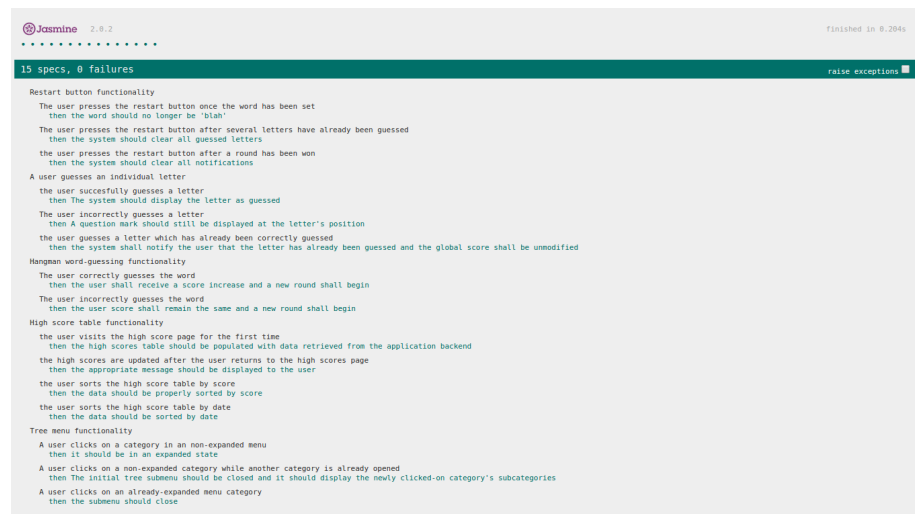 Jasmine 2.0.2 finished in 0.204s
15 specs, 0 failures raise exceptions
Restart button functionality
The user presses the restart button once the word has been set
then the word should no longer be 'blah'
The user presses the restart button after several letters have already been guessed
then the system should clear all guessed letters
the user presses the restart button after a round has been won
then the system should clear all notifications
A user guesses an individual letter
the user succesfully guesses a letter
then The system should display the letter as guessed
The user incorrectly guesses a letter
then A question mark should still be displayed at the letter's position
the user guesses a letter which has already been correctly guessed
then the system shall notify the user that the letter has already been guessed and the global score shall be unmodified
Hangman word-guessing functionality
The user correctly guesses the word
then the user shall receive a score increase and a new round shall begin
The user incorrectly guesses the word
then the user score shall remain the same and a new round shall begin
High score table functionality
the user visits the high score page for the first time
then the high scores table should be populated with data retrieved from the application backend
the high scores are updated after the user returns to the high scores page
then the appropriate message should be displayed to the user
the user sorts the high score table by score
then the data should be properly sorted by score
the user sorts the high score table by date
then the data should be sorted by date
Tree menu functionality
A user clicks on a category in an non-expanded menu
then it should be in an expanded state
A user clicks on a non-expanded category while another category is already opened
then The initial tree submenu should be closed and it should display the newly clicked-on category's subcategories
A user clicks on an already-expanded menu category
then the submenu should close